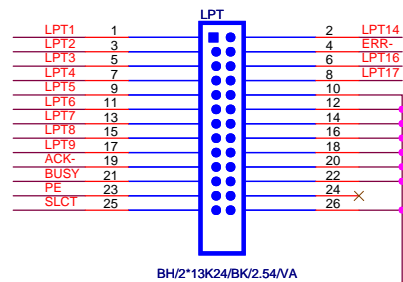 LPT
LPT1 1 2 LPT14
LPT2 3 4 ERR-
LPT3 5 6 LPT16
LPT4 7 8 LPT17
LPT5 9 10
LPT6 11 12
LPT7 13 14
LPT8 15 16
LPT9 17 18
ACK- 19 20
BUSY 21 22
PE 23 24
SLCT 25 26
BH/2*13K24/BK/2.54/VA